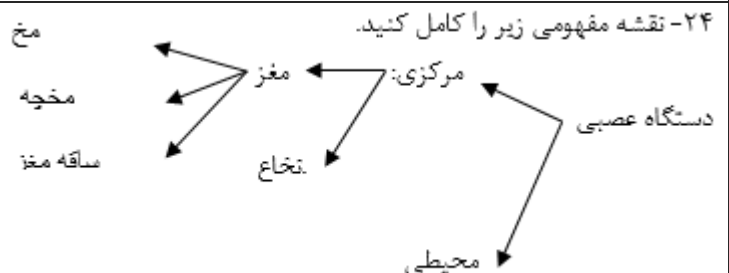 ۲۴- نقشه مفهومی زیر را کامل کنید.
مخ
مرکزی:
مغز
مخچه
دستگاه عصبی
نخاع
ساقه مغز
محیطی